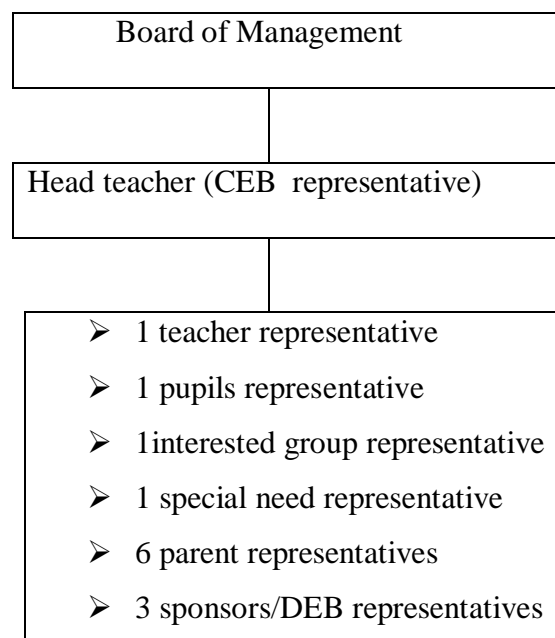 Board of Management
Head teacher (CEB representative)
➢ 1 teacher representative
➢ 1 pupils representative
➢ 1interested group representative
➢ 1 special need representative
➢ 6 parent representatives
➢ 3 sponsors/DEB representatives